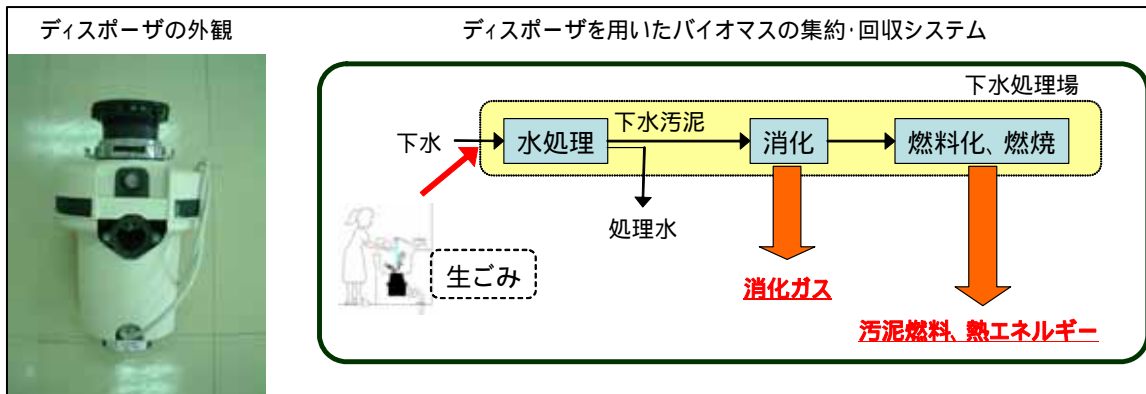 ディスポーザの外観
ディスポーザを用いたバイオマスの集約･回収システム
下水処理場
下水
水処理
下水汚泥
消化
燃料化、燃焼
処理水
生ごみ
消化ガス
汚泥燃料、熱エネルギー